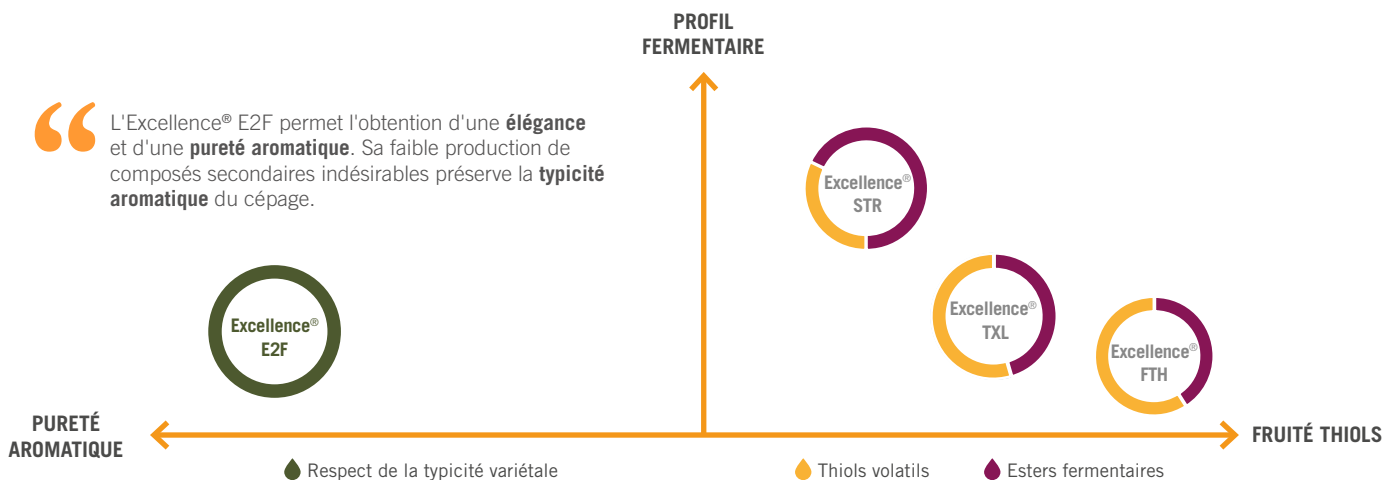 PROFIL
FERMENTAIRE
L'Excellence® E2F permet l'obtention d'une élégance
et d'une pureté aromatique. Sa faible production de
composés secondaires indésirables préserve la typicité
aromatique du cépage.
Excellence®
STR
Excellence®
E2F
Excellence®
TXL
Excellence®
FTH
PURETÉ
AROMATIQUE
FRUITÉ THIOLS
Respect de la typicité variétale
Thiols volatils
Esters fermentaires